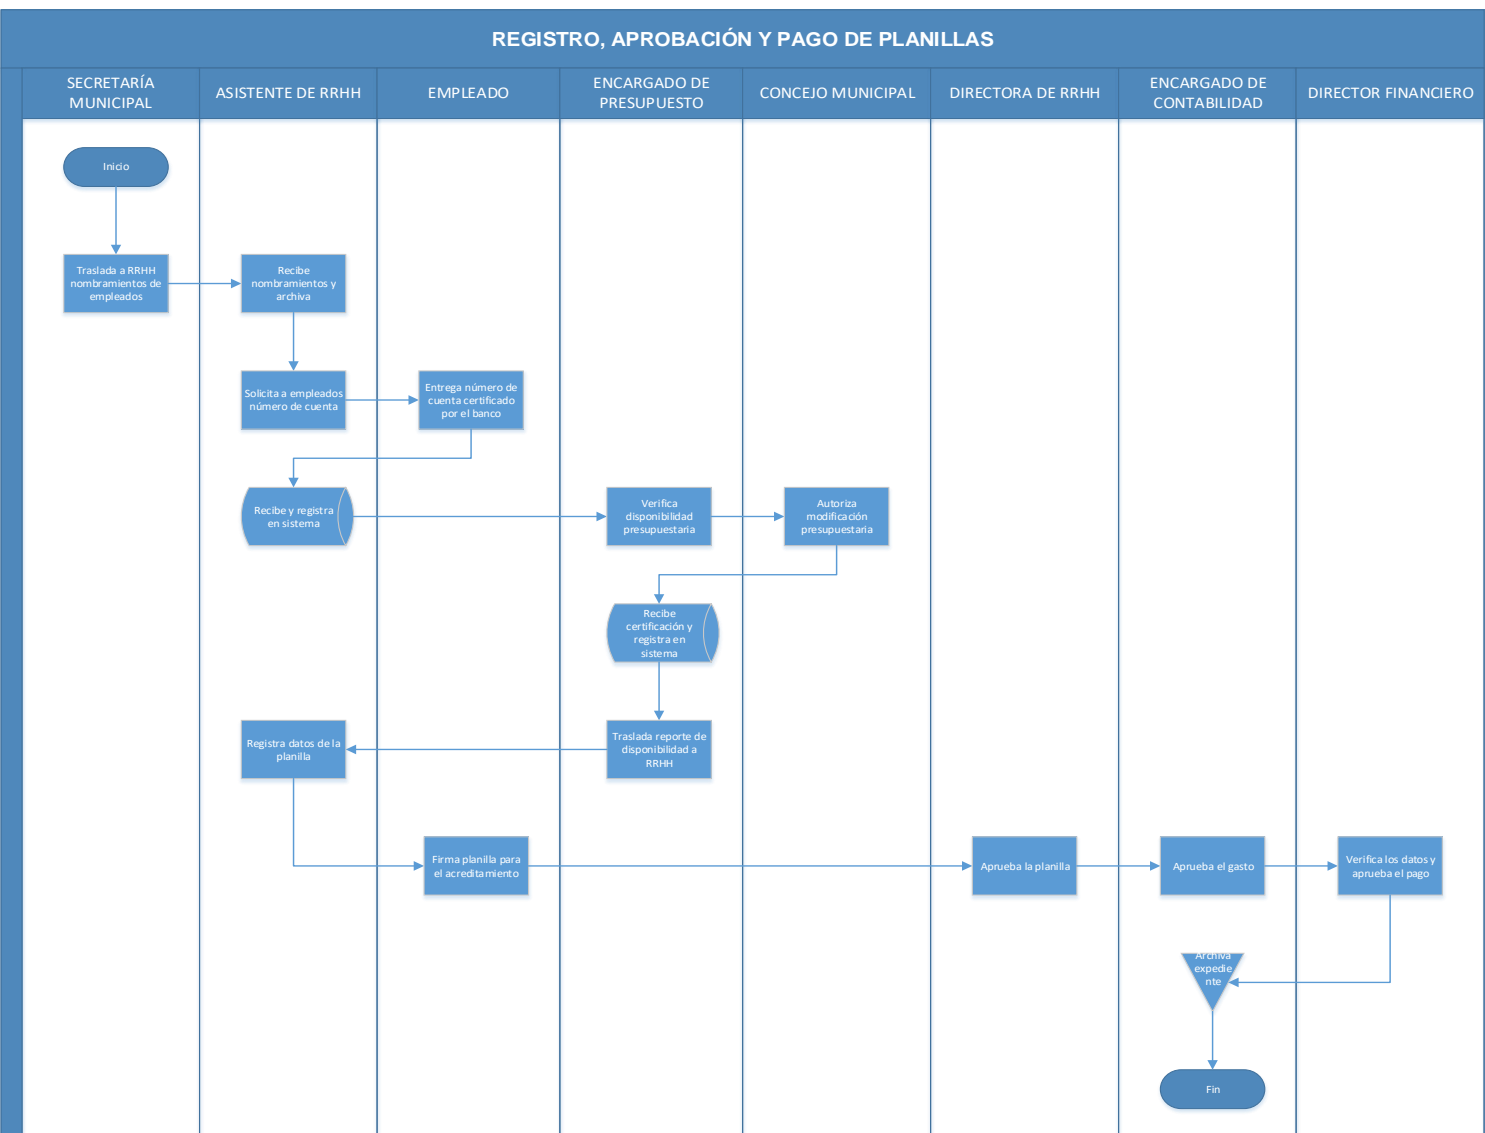 REGISTRO, APROBACIÓN Y PAGO DE PLANILLAS
SECRETARÍA
MUNICIPAL
ASISTENTE DE RRHH
EMPLEADO
ENCARGADO DE
PRESUPUESTO
CONCEJO MUNICIPAL
DIRECTORA DE RRHH
ENCARGADO DE
CONTABILIDAD
DIRECTOR FINANCIERO
Inicio
Traslada a RRHH
nombramientos de
empleados
Recibe
nombramientos y
archiva
Solicita a empleados
número de cuenta
Entrega número de
cuenta certificado
por el banco
Recibe y registra
en sistema
Verifica
disponibilidad
presupuestaria
Autoriza
modificación
presupuestaria
Recibe
certificación y
registra en
sistema
Traslada reporte de
disponibilidad a
RRHH
Registra datos de la
planilla
Firma planilla para
el acreditamiento
Aprueba la planilla
Aprueba el gasto
Verifica los datos y
aprueba el pago
Archiva
expedie
nte
Fin